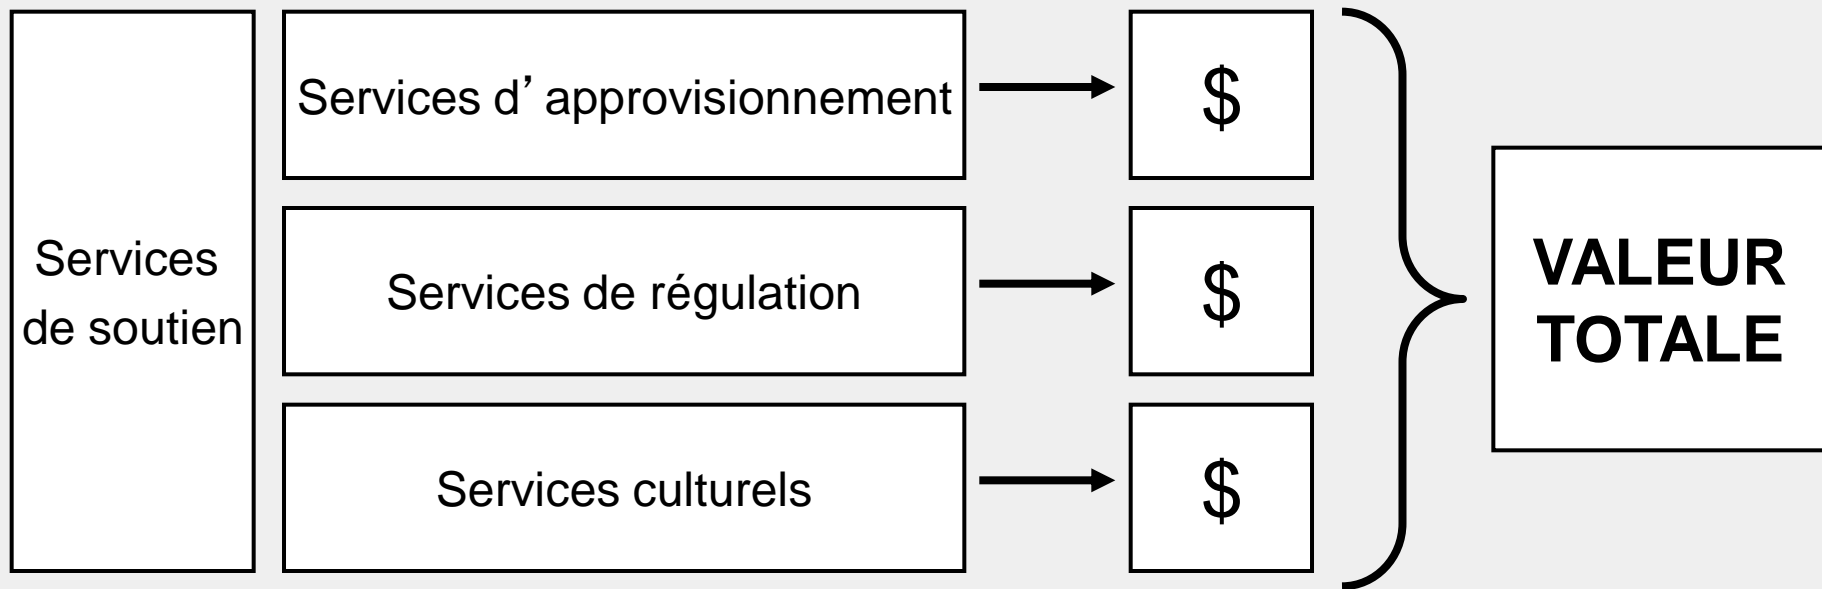 Services
de soutien
Services d’ approvisionnement
$
Services de régulation
$
Services culturels
$
VALEUR
TOTALE